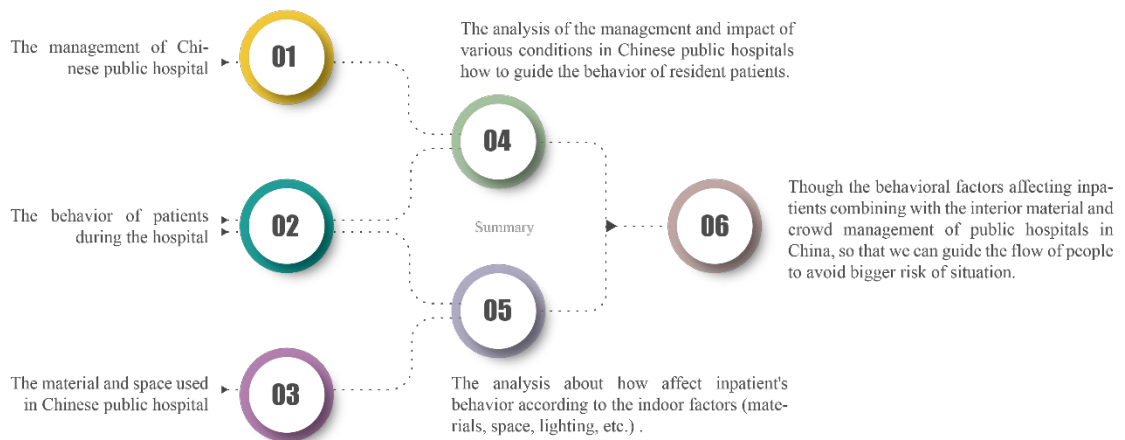 The management of Chi-
nese public hospital
01
The analysis of the management and impact of
various conditions in Chinese public hospitals
how to guide the behavior of resident patients.
04
The behavior of patients
during the hospital
02
Summary
06
Though the behavioral factors affecting inpa-
tients combining with the interior material and
crowd management of public hospitals in
China, so that we can guide the flow of people
to avoid bigger risk of situation.
05
The material and space used
in Chinese public hospital
03
The analysis about how affect inpatient's
behavior according to the indoor factors (mate-
rials, space, lighting, etc.) .